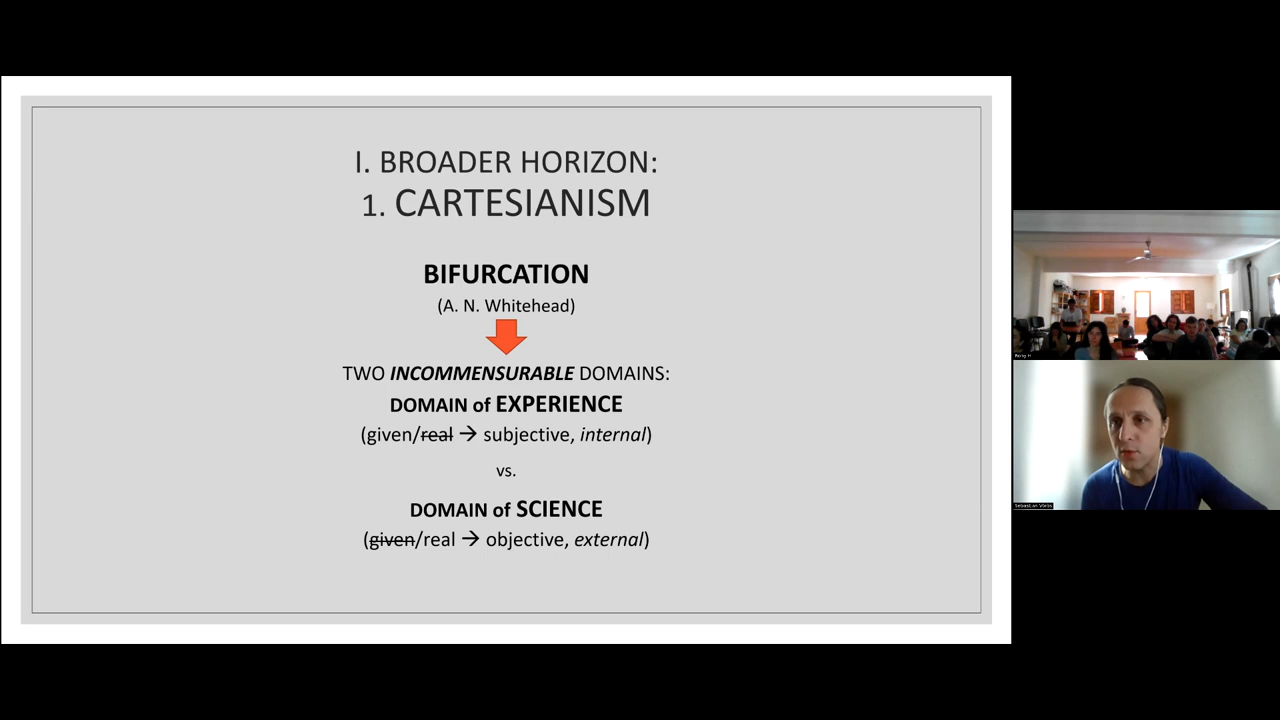 I. BROADER HORIZON:
1. CARTESIANISM
BIFURCATION
(A. N. Whitehead)
TWO INCOMMENSURABLE DOMAINS:
DOMAIN of EXPERIENCE
(given/real → subjective, internal)
vs.
DOMAIN of SCIENCE
(given/real → objective, external)